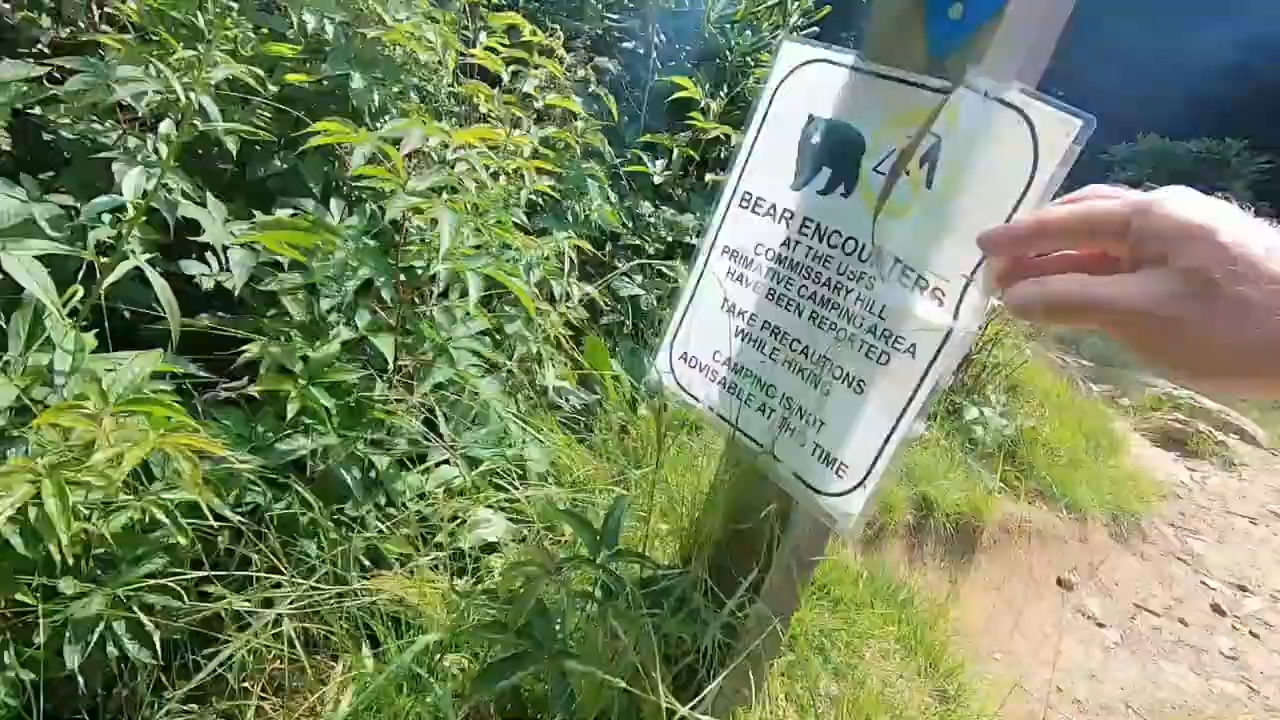 BEAR ENCOUNTERS
AT THE USFS
COMMISSARY HILL
PRIMATIVE CAMPING AREA
HAVE BEEN REPORTED
TAKE PRECAUTIONS
WHILE HIKING
CAMPING IS NOT
ADVISABLE AT THIS TIME